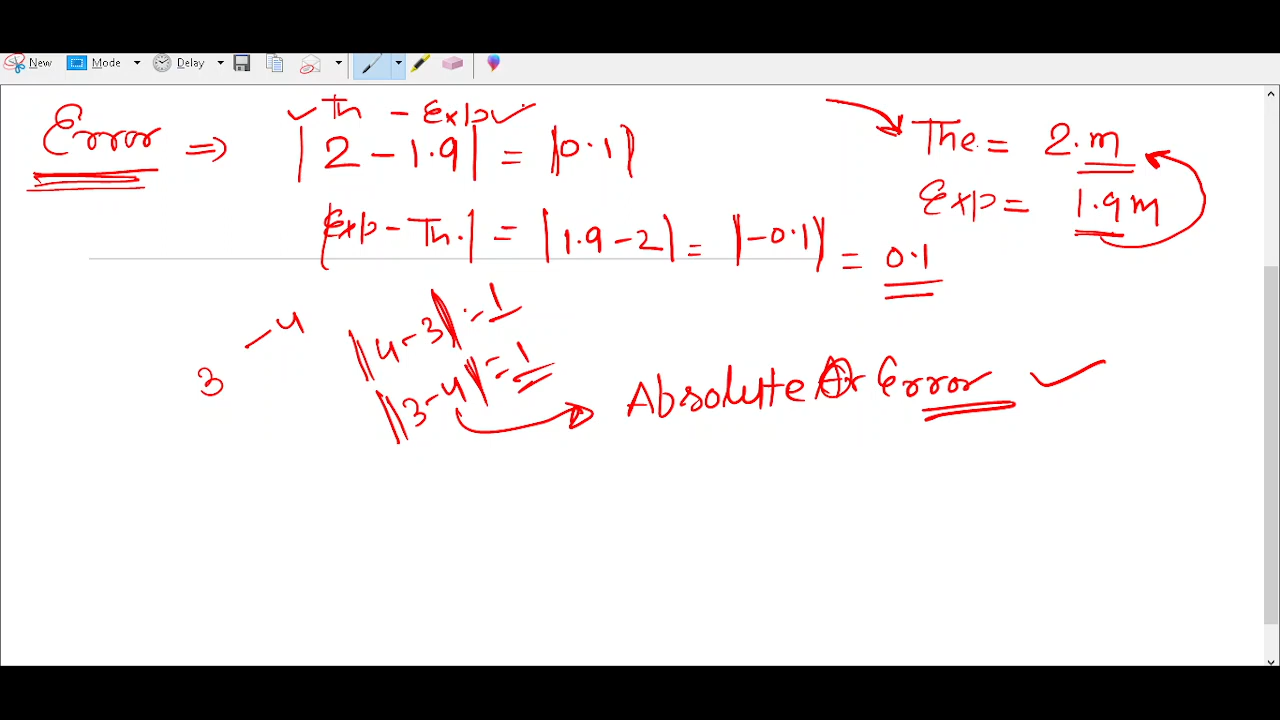 New Mode Delay
Th - Exp
Error ⇒ |2 - 1.9| = |0.1|
The = 2.m
Exp = 1.9m
|Exp - Th.| = |1.9 - 2| = |-0.1| = 0.1
-4
3
||4-3|| = 1
||3-4|| = 1
Absolute Error